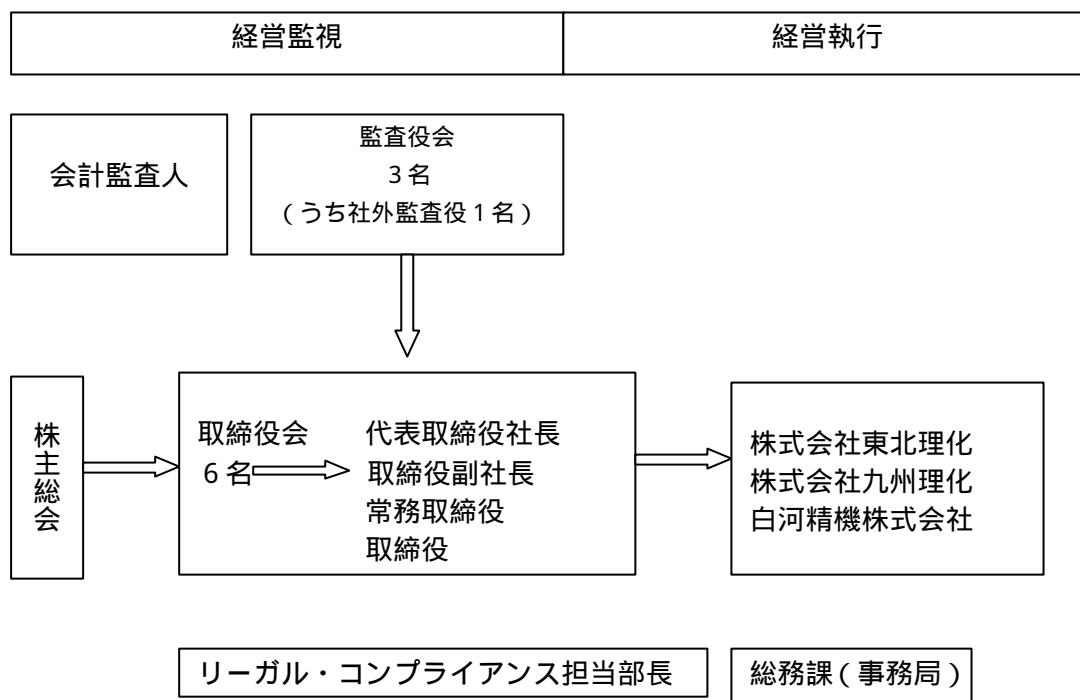 経営監視
経営執行
会計監査人
監査役会
3名
(うち社外監査役1名)
株主総会
取締役会
6名
代表取締役社長
取締役副社長
常務取締役
取締役
株式会社東北理化
株式会社九州理化
白河精機株式会社
リーガル・コンプライアンス担当部長
総務課(事務局)